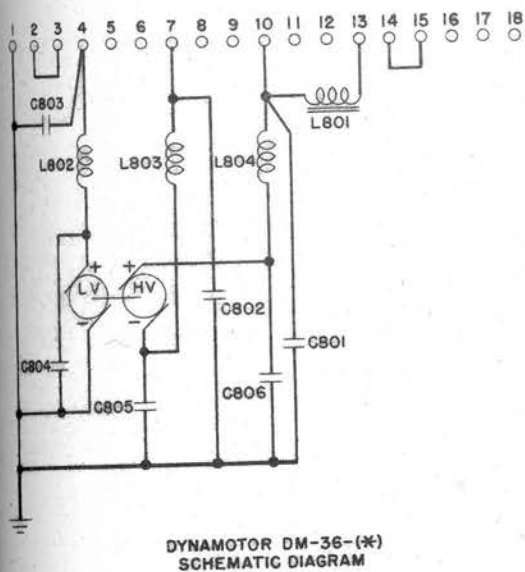 1 2 3 4 5 6 7 8 9 10 11 12 13 14 15 16 17 18
C803
L801
L802 L803 L804
+ +
LV HV
- -
C802
C801
C804
C806
C805
DYNAMOTOR DM-36-(*)
SCHEMATIC DIAGRAM